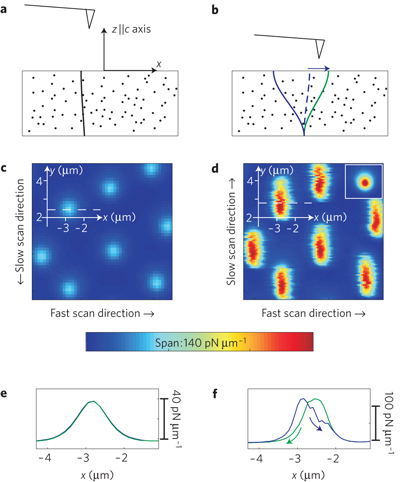 a
z||c axis
x
b
c
y (μm)
4
2
x (μm)
−3 −2
← Slow scan direction
Fast scan direction →
d
y (μm)
4
2
x (μm)
−3 −2
Slow scan direction →
Fast scan direction →
Span: 140 pN μm⁻¹
e
40 pN μm⁻¹
−4 −3 −2
x (μm)
f
100 pN μm⁻¹
−4 −3 −2
x (μm)